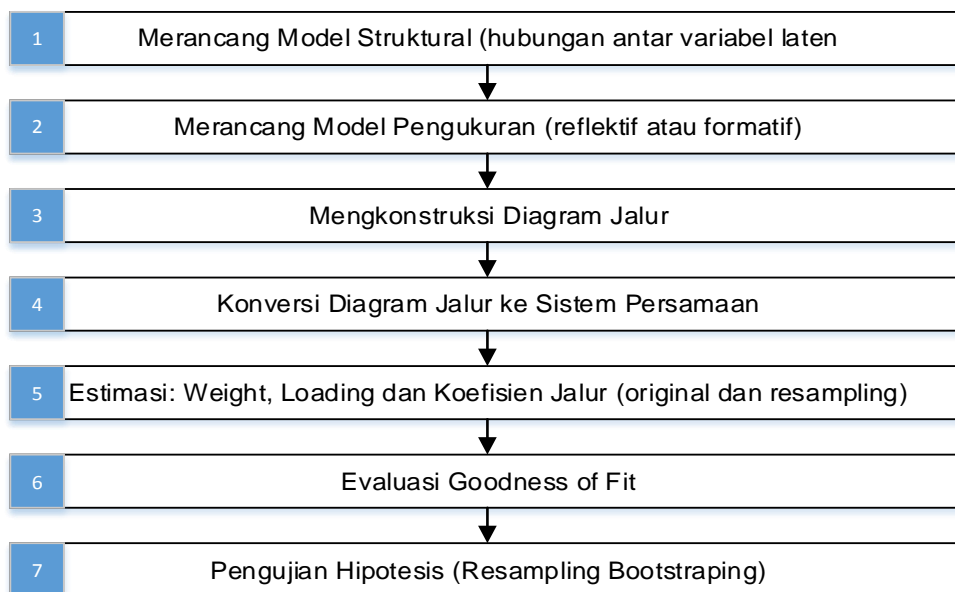 1 Merancang Model Struktural (hubungan antar variabel laten
2 Merancang Model Pengukuran (reflektif atau formatif)
3 Mengkonstruksi Diagram Jalur
4 Konversi Diagram Jalur ke Sistem Persamaan
5 Estimasi: Weight, Loading dan Koefisien Jalur (original dan resampling)
6 Evaluasi Goodness of Fit
7 Pengujian Hipotesis (Resampling Bootstraping)